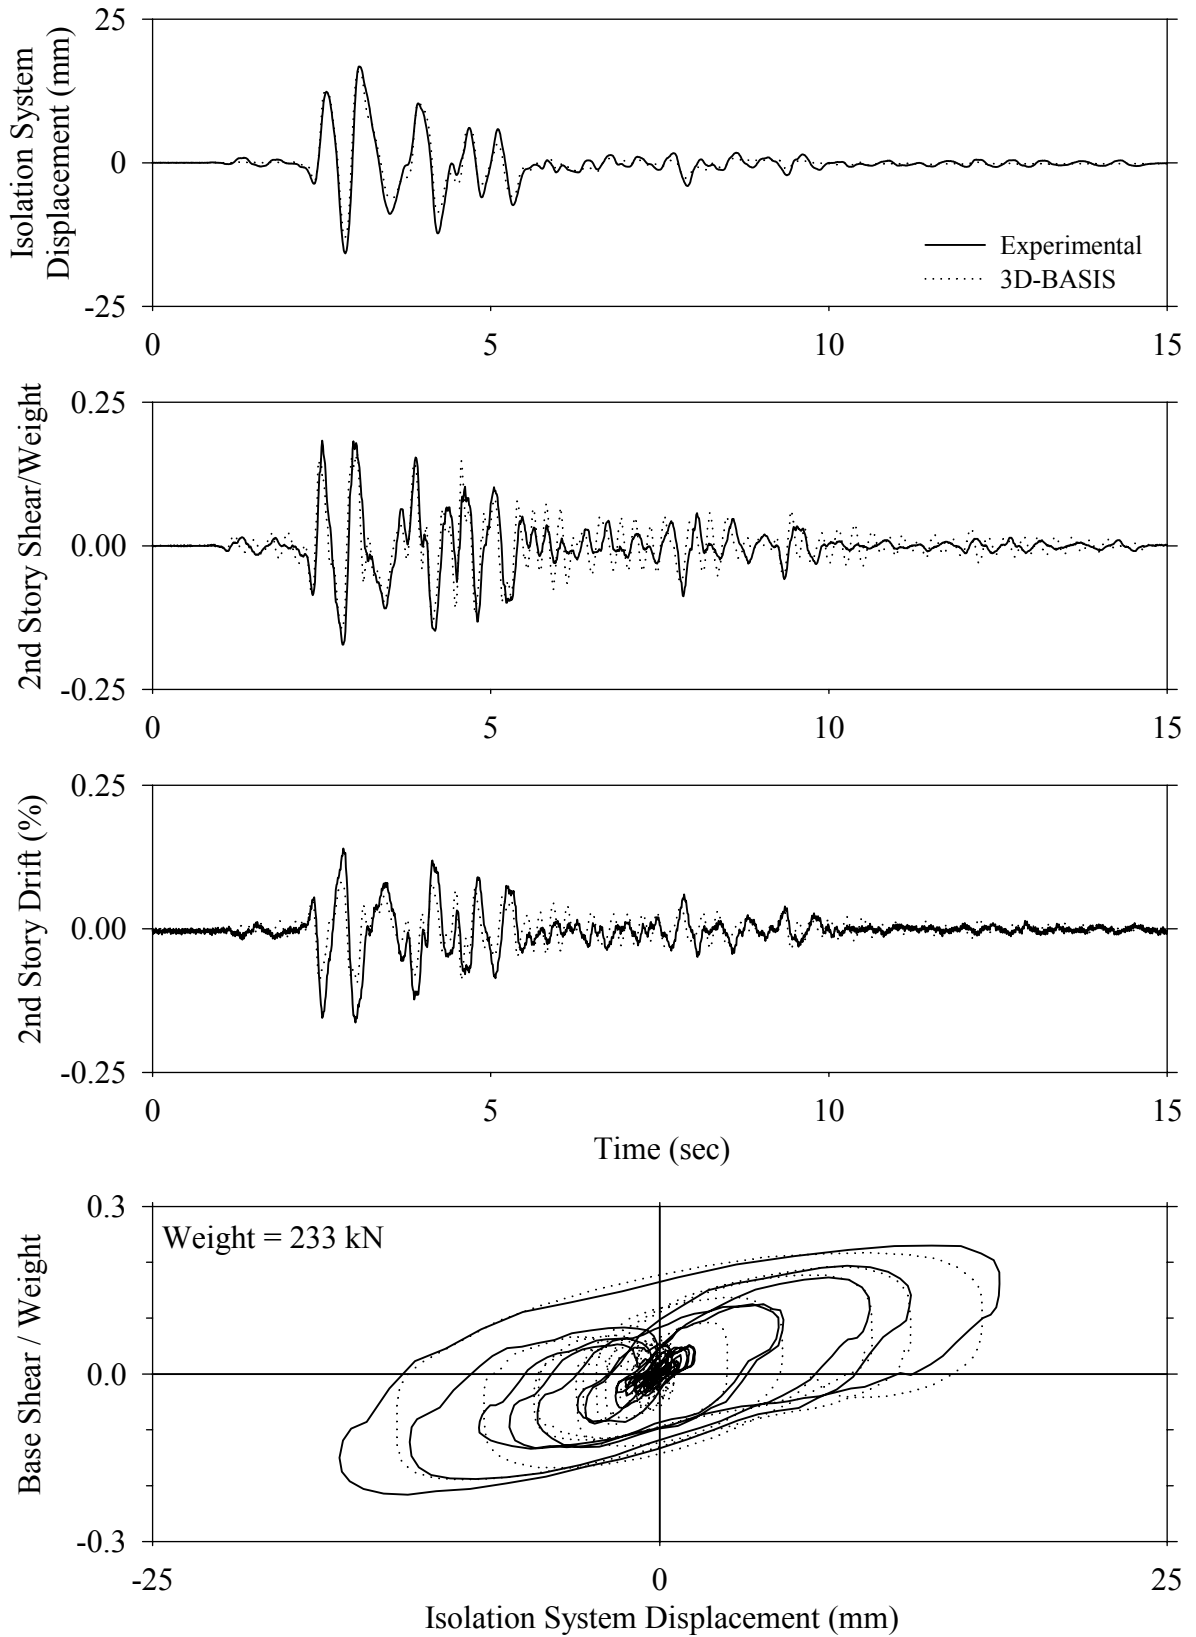 Isolation System
Displacement (mm)
25
0
-25
Experimental
3D-BASIS
0
5
10
15
2nd Story Shear/Weight
0.25
0.00
-0.25
0
5
10
15
2nd Story Drift (%)
0.25
0.00
-0.25
0
5
10
15
Time (sec)
Base Shear / Weight
0.3
0.0
-0.3
Weight = 233 kN
-25
0
25
Isolation System Displacement (mm)